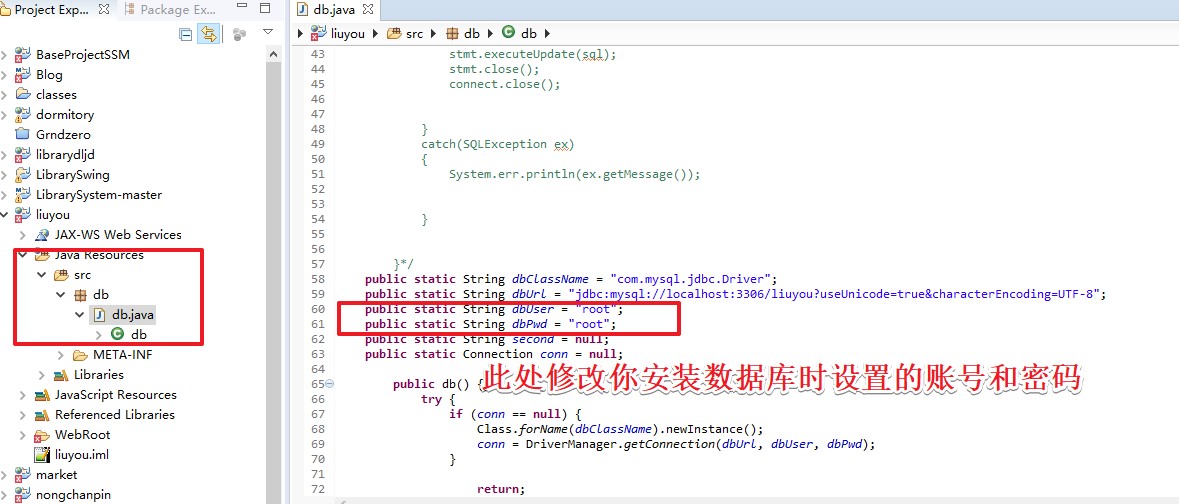 Project Exp...
Package Ex...
BaseProjectSSM
Blog
classes
dormitory
Grndzero
librarydljd
LibrarySwing
LibrarySystem-master
liuyou
JAX-WS Web Services
Java Resources
src
db
db.java
db
META-INF
Libraries
JavaScript Resources
Referenced Libraries
WebRoot
liuyou.iml
market
nongchanpin
db.java
liuyou src db db
43 stmt.executeUpdate(sql);
44 stmt.close();
45 connect.close();
46
47
48 }
49 catch(SQLException ex)
50 {
51 System.err.println(ex.getMessage());
52
53
54 }
55
56
57 }*/
58 public static String dbClassName = "com.mysql.jdbc.Driver";
59 public static String dbUrl = "jdbc:mysql://localhost:3306/liuyou?useUnicode=true&characterEncoding=UTF-8";
60 public static String dbUser = "root";
61 public static String dbPwd = "root";
62 public static String second = null;
63 public static Connection conn = null;
64
此处修改你安装数据库时设置的账号和密码
65 public db() {
66 try {
67 if (conn == null) {
68 Class.forName(dbClassName).newInstance();
69 conn = DriverManager.getConnection(dbUrl, dbUser, dbPwd);
70 }
71
72 return;